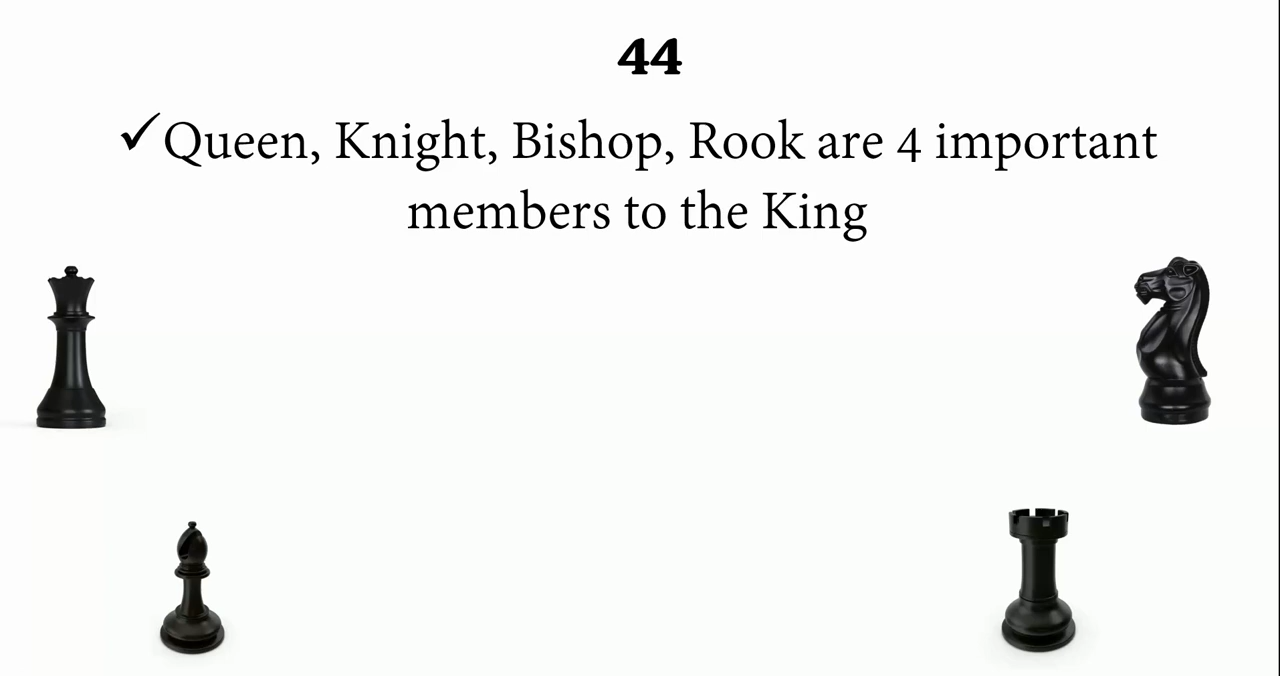 44
✓Queen, Knight, Bishop, Rook are 4 important
members to the King